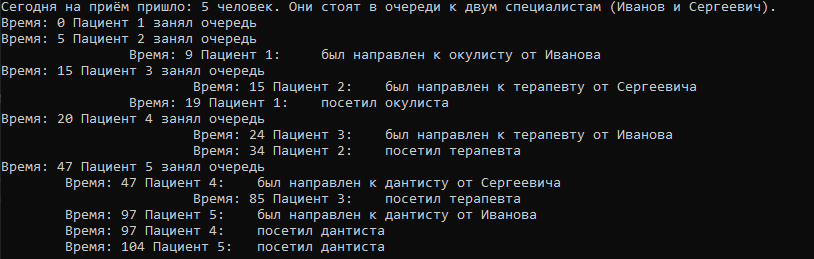 Сегодня на приём пришло: 5 человек. Они стоят в очереди к двум специалистам (Иванов и Сергеевич).
Время: 0 Пациент 1 занял очередь
Время: 5 Пациент 2 занял очередь
Время: 9 Пациент 1: был направлен к окулисту от Иванова
Время: 15 Пациент 3 занял очередь
Время: 15 Пациент 2: был направлен к терапевту от Сергеевича
Время: 19 Пациент 1: посетил окулиста
Время: 20 Пациент 4 занял очередь
Время: 24 Пациент 3: был направлен к терапевту от Иванова
Время: 34 Пациент 2: посетил терапевта
Время: 47 Пациент 5 занял очередь
Время: 47 Пациент 4: был направлен к дантисту от Сергеевича
Время: 85 Пациент 3: посетил терапевта
Время: 97 Пациент 5: был направлен к дантисту от Иванова
Время: 97 Пациент 4: посетил дантиста
Время: 104 Пациент 5: посетил дантиста